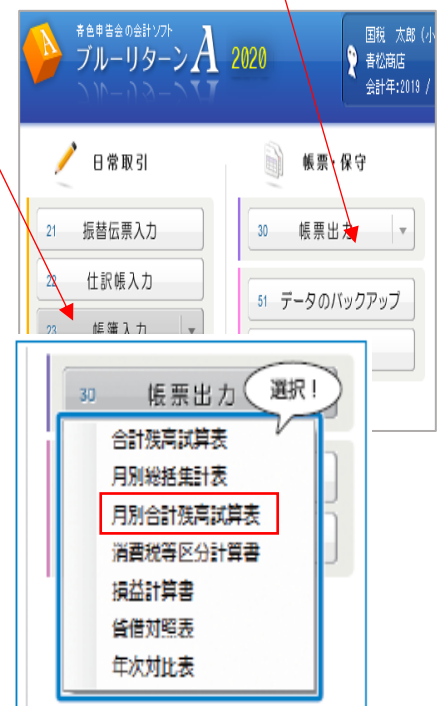 青色申告会の会計ソフト
ブルーリターンA 2020
国税 太郎（小
青松商店
会計年:2019 /
日常取引
帳票・保守
21 振替伝票入力
30 帳票出力
22 仕訳帳入力
51 データのバックアップ
23 帳簿入力
30 帳票出力
選択！
合計残高試算表
月別総括集計表
月別合計残高試算表
消費税等区分計算書
損益計算書
貸借対照表
年次対比表